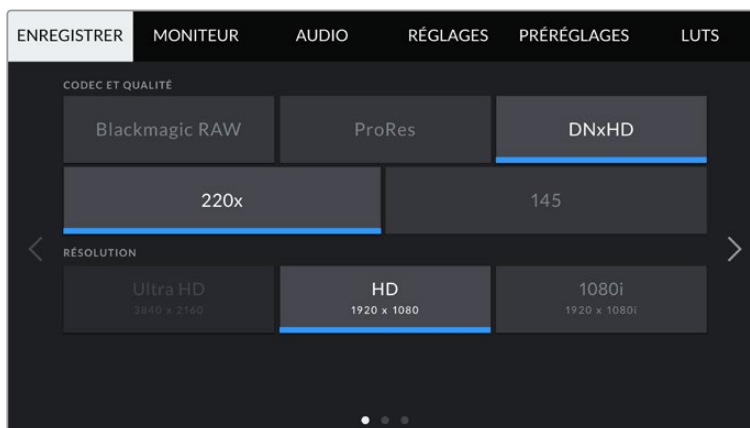 ENREGISTRER MONITEUR AUDIO RÉGLAGES PRÉRÉGLAGES LUTS
CODEC ET QUALITÉ
Blackmagic RAW ProRes DNxHD
220x 145
RÉSOLUTION
Ultra HD HD 1080i
3840 x 2160 1920 x 1080 1920 x 1080i